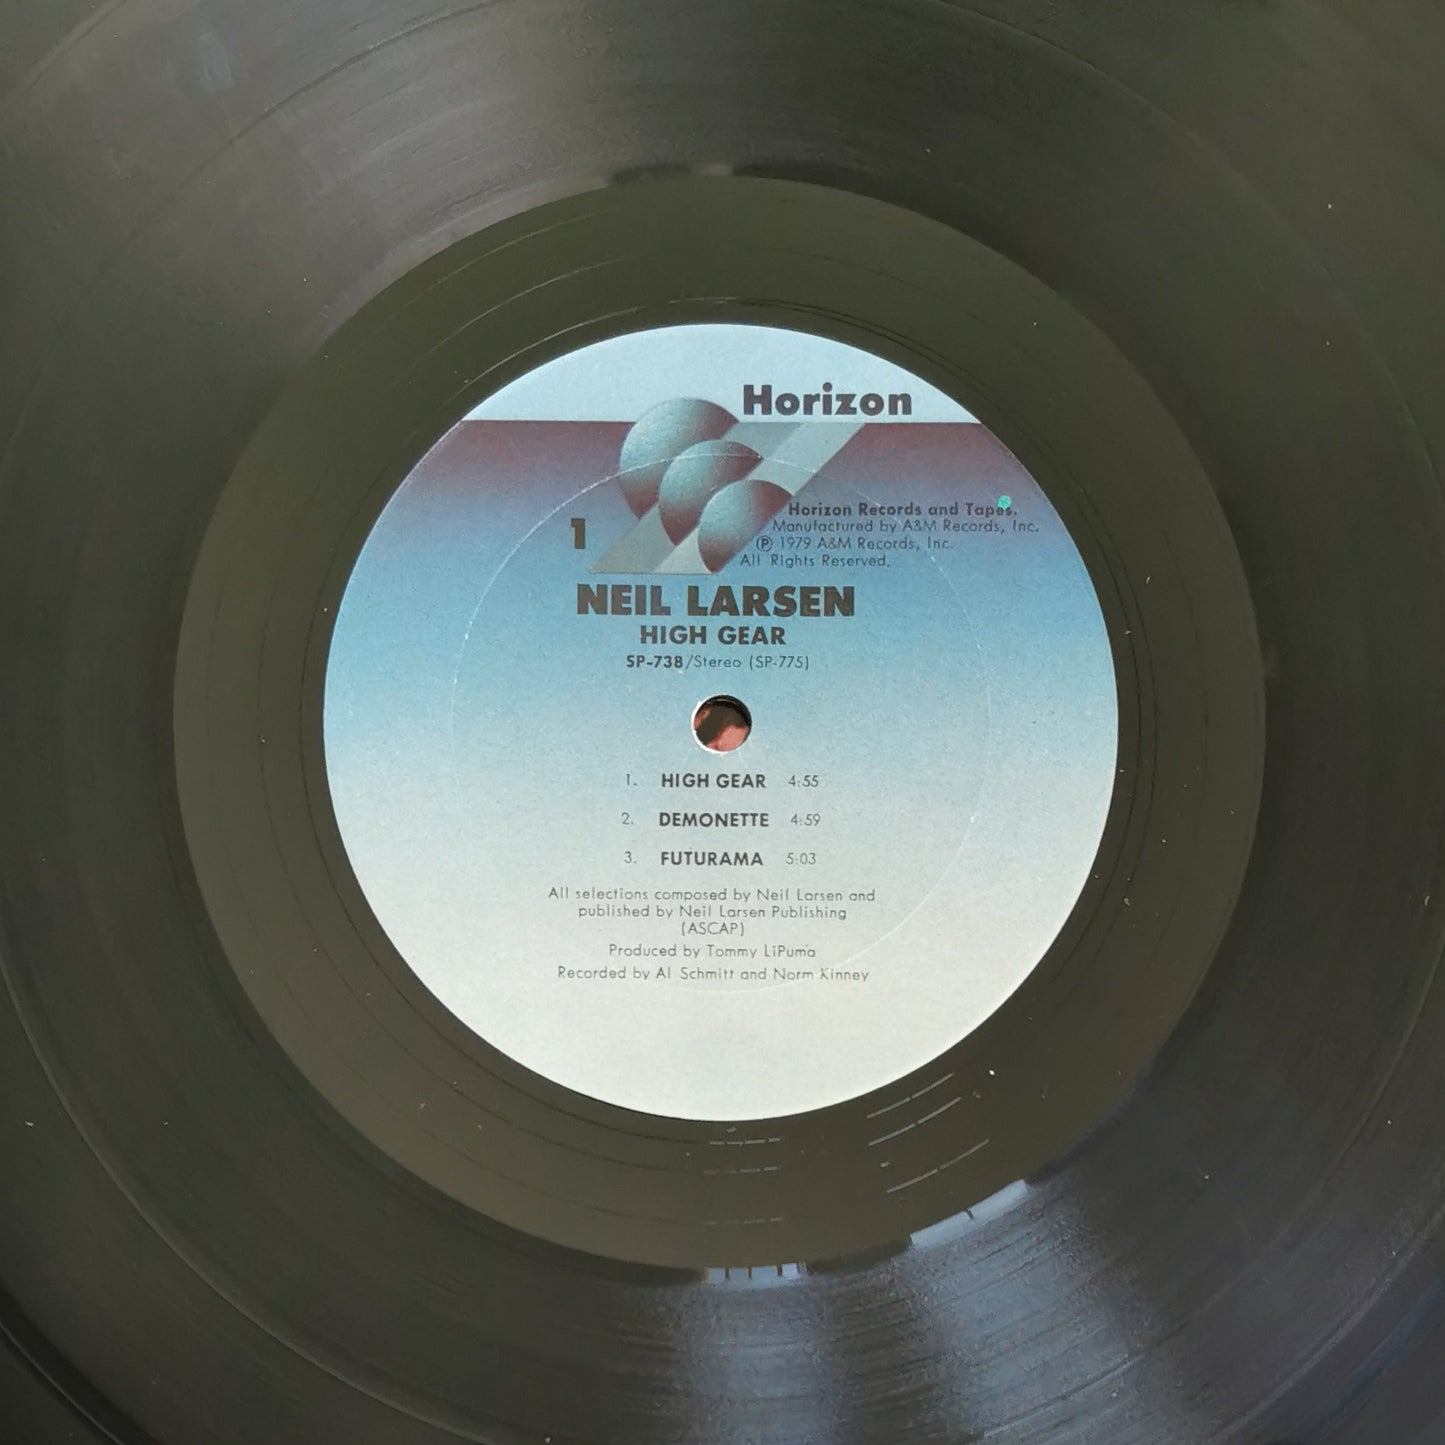 Horizon
Horizon Records and Tapes.
Manufactured by A&M Records, Inc.
℗ 1979 A&M Records, Inc.
All Rights Reserved.
1
NEIL LARSEN
HIGH GEAR
SP-738/Stereo (SP-775)
1. HIGH GEAR 4:55
2. DEMONETTE 4:59
3. FUTURAMA 5:03
All selections composed by Neil Larsen and
published by Neil Larsen Publishing
(ASCAP)
Produced by Tommy LiPuma
Recorded by Al Schmitt and Norm Kinney